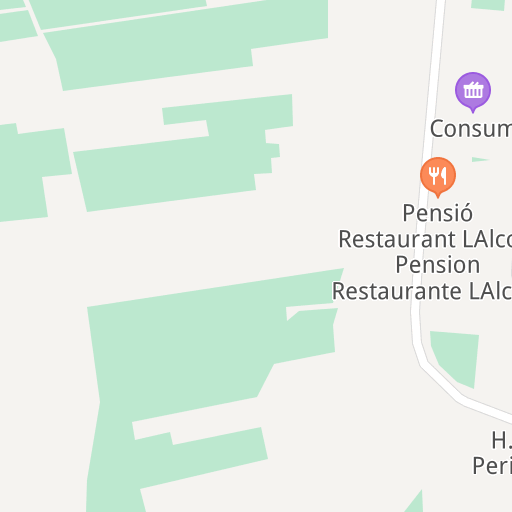 Consum
Pensió
Restaurant LAlco
Pension
Restaurante LAlc
H.
Peri